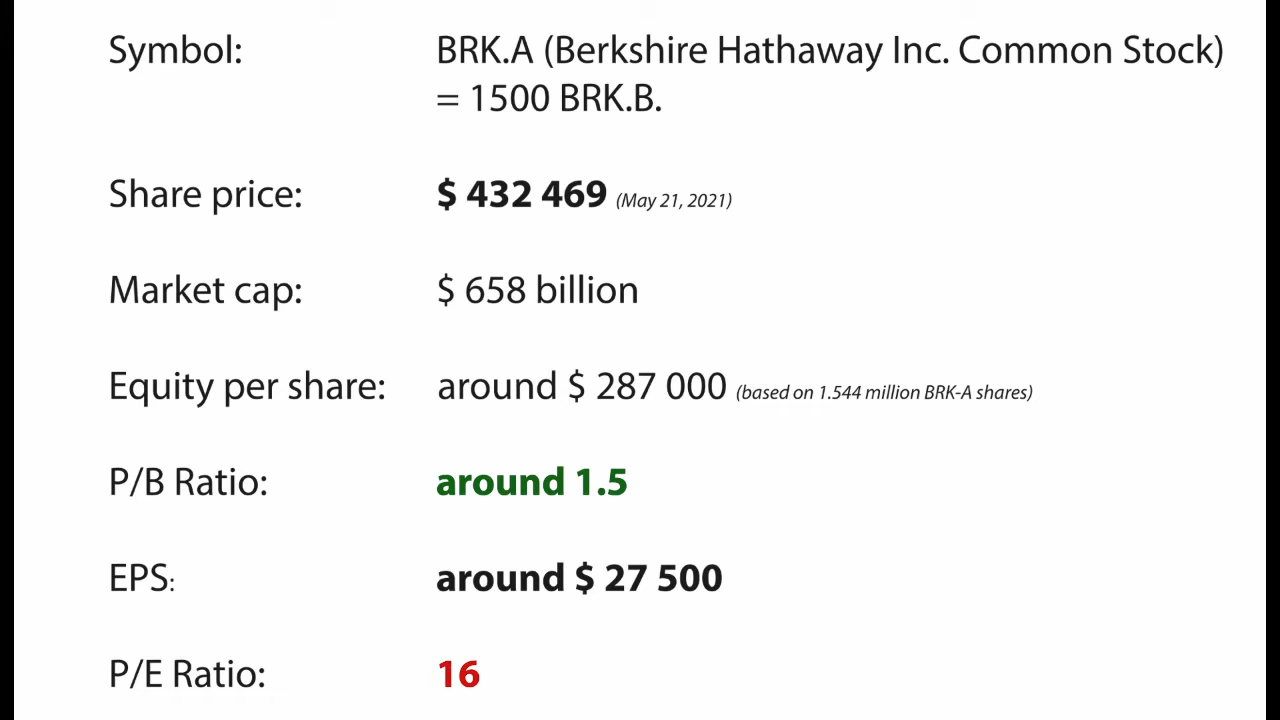 Symbol: BRK.A (Berkshire Hathaway Inc. Common Stock)
= 1500 BRK.B.
Share price: $ 432 469 (May 21, 2021)
Market cap: $ 658 billion
Equity per share: around $ 287 000 (based on 1.544 million BRK-A shares)
P/B Ratio: around 1.5
EPS: around $ 27 500
P/E Ratio: 16